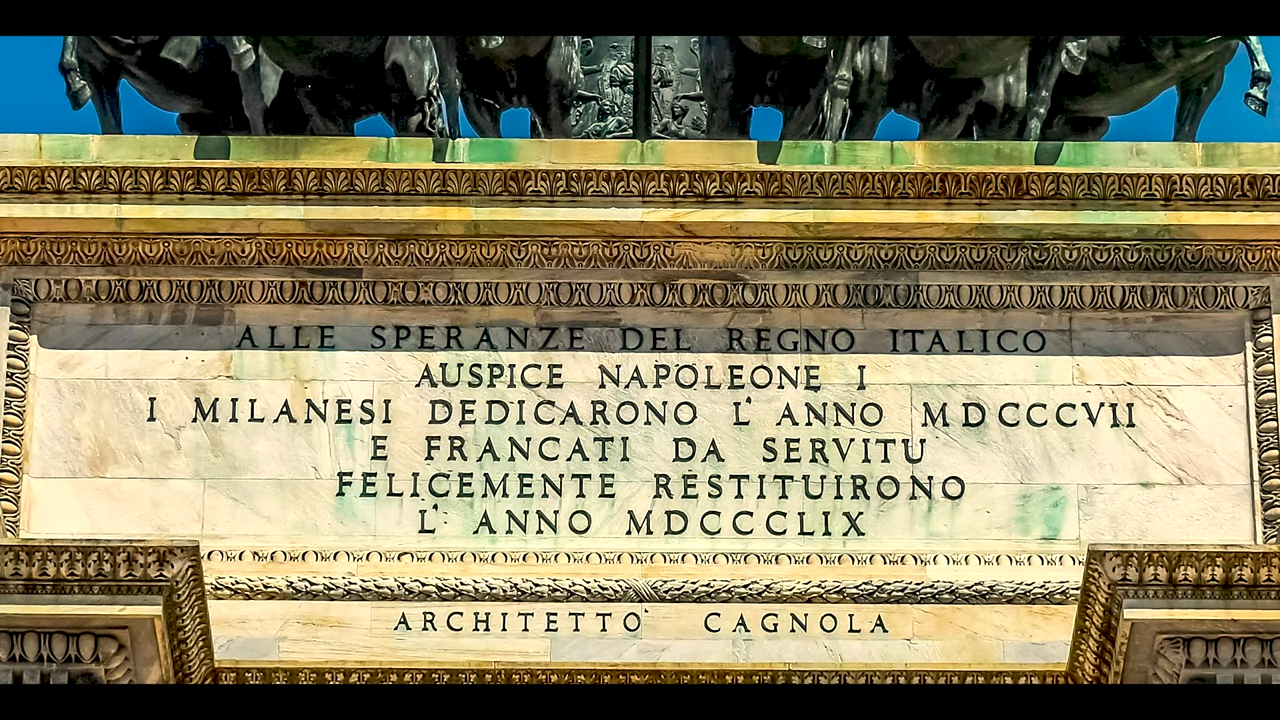 ALLE SPERANZE DEL REGNO ITALICO
AUSPICE NAPOLEONE I
I MILANESI DEDICARONO L' ANNO MDCCCVII
E FRANCATI DA SERVITU
FELICEMENTE RESTITUIRONO
L' ANNO MDCCCLIX
ARCHITETTO CAGNOLA